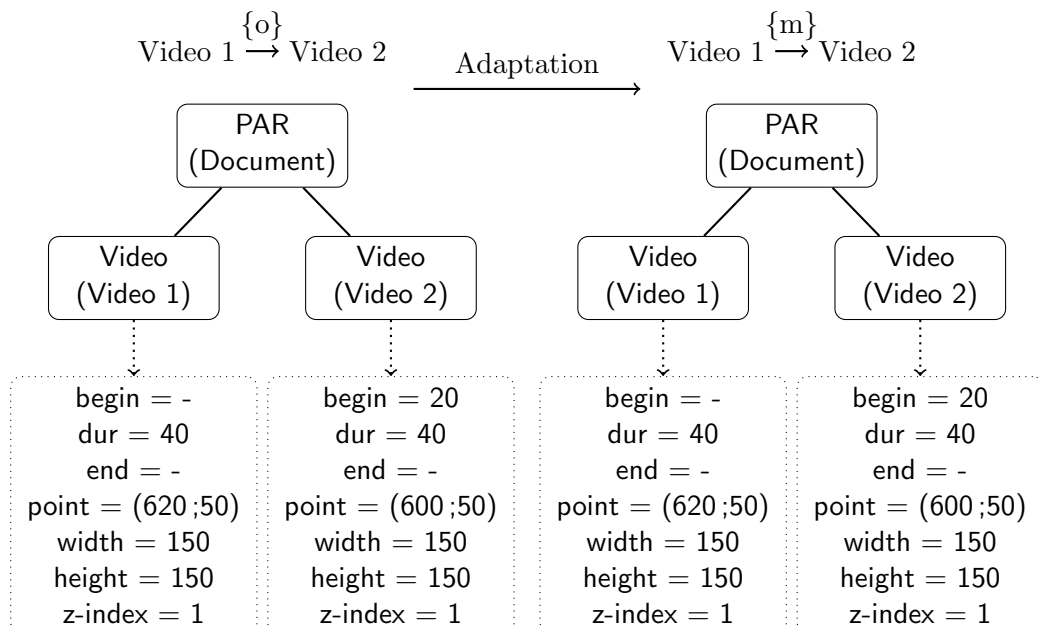 {o}
Video 1 → Video 2
Adaptation
{m}
Video 1 → Video 2
PAR
(Document)
Video
(Video 1)
Video
(Video 2)
begin = -
dur = 40
end = -
point = (620 ;50)
width = 150
height = 150
z-index = 1
begin = 20
dur = 40
end = -
point = (600 ;50)
width = 150
height = 150
z-index = 1
PAR
(Document)
Video
(Video 1)
Video
(Video 2)
begin = -
dur = 40
end = -
point = (620 ;50)
width = 150
height = 150
z-index = 1
begin = 20
dur = 40
end = -
point = (600 ;50)
width = 150
height = 150
z-index = 1